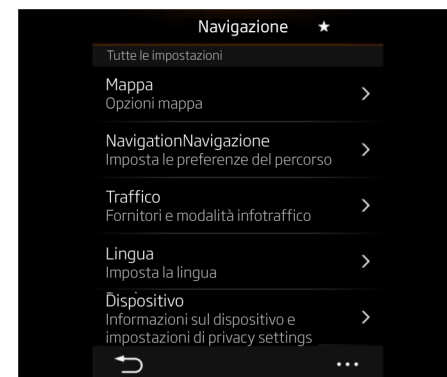 Navigazione
Tutte le impostazioni
Mappa
Opzioni mappa
NavigationNavigazione
Imposta le preferenze del percorso
Traffico
Fornitori e modalità infotraffico
Lingua
Imposta la lingua
Dispositivo
Informazioni sul dispositivo e
impostazioni di privacy settings